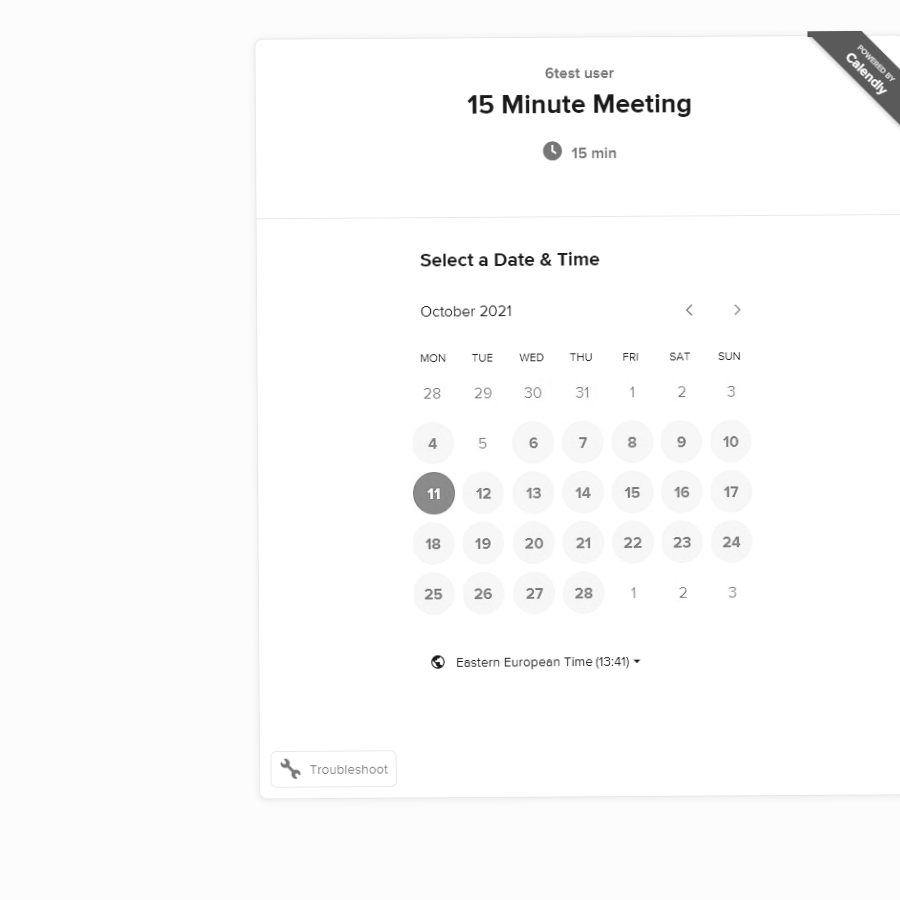 POWERED BY
Calendly
6test user
15 Minute Meeting
15 min
Select a Date & Time
October 2021
MON TUE WED THU FRI SAT SUN
28 29 30 31 1 2 3
4 5 6 7 8 9 10
11 12 13 14 15 16 17
18 19 20 21 22 23 24
25 26 27 28 1 2 3
Eastern European Time (13:41)
Troubleshoot